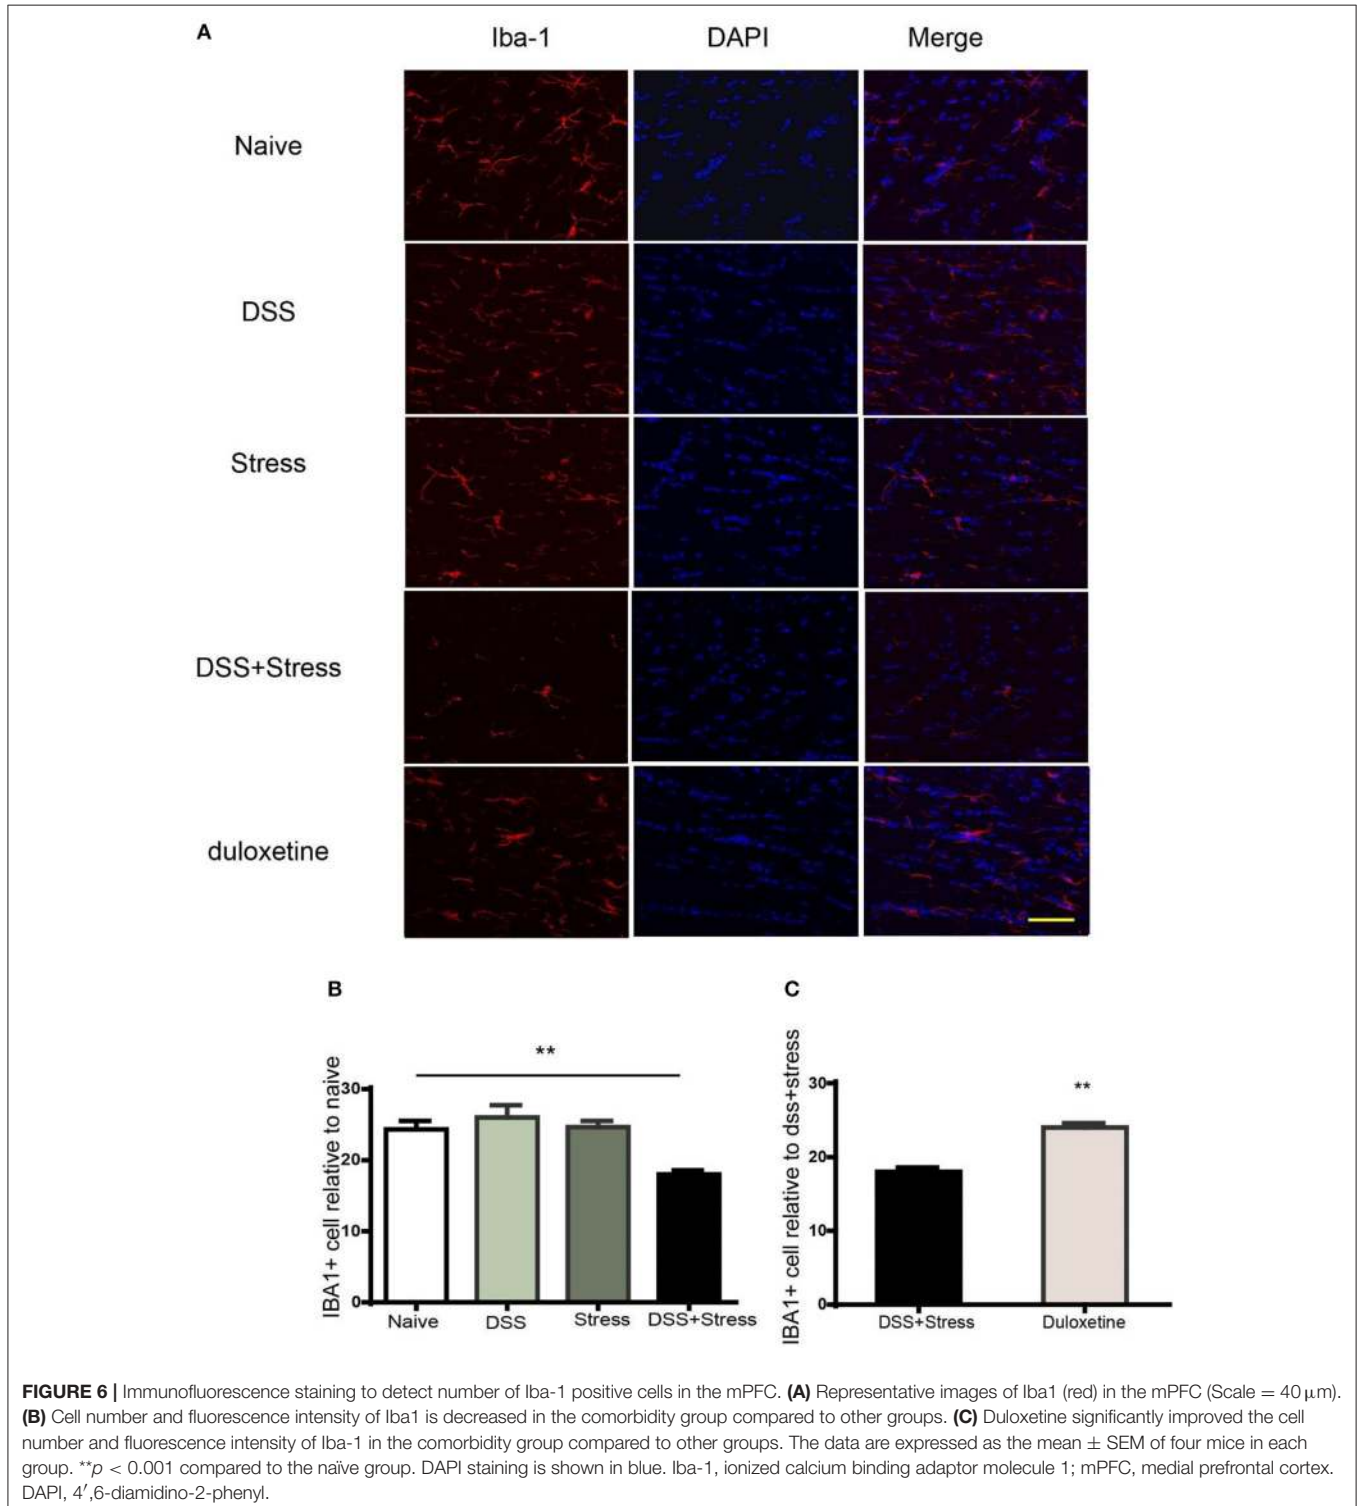 A
Iba-1 DAPI Merge
Naive
DSS
Stress
DSS+Stress
duloxetine
B
IBA1+ cell relative to naive
30
20
10
0
**
Naive DSS Stress DSS+Stress
C
IBA1+ cell relative to dss+stress
30
20
10
0
**
DSS+Stress Duloxetine
FIGURE 6 | Immunofluorescence staining to detect number of Iba-1 positive cells in the mPFC. (A) Representative images of Iba1 (red) in the mPFC (Scale = 40 μm).
(B) Cell number and fluorescence intensity of Iba1 is decreased in the comorbidity group compared to other groups. (C) Duloxetine significantly improved the cell
number and fluorescence intensity of Iba-1 in the comorbidity group compared to other groups. The data are expressed as the mean ± SEM of four mice in each
group. **p < 0.001 compared to the naïve group. DAPI staining is shown in blue. Iba-1, ionized calcium binding adaptor molecule 1; mPFC, medial prefrontal cortex.
DAPI, 4′,6-diamidino-2-phenyl.